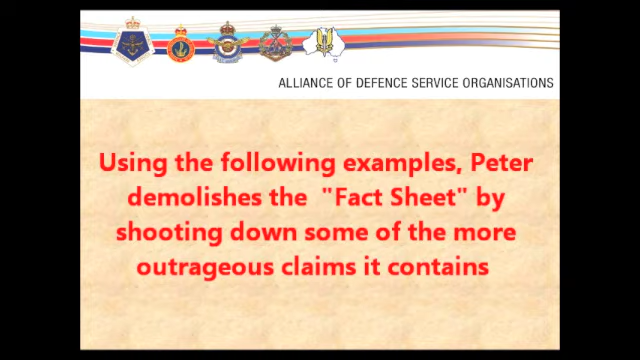 ALLIANCE OF DEFENCE SERVICE ORGANISATIONS
Using the following examples, Peter
demolishes the "Fact Sheet" by
shooting down some of the more
outrageous claims it contains